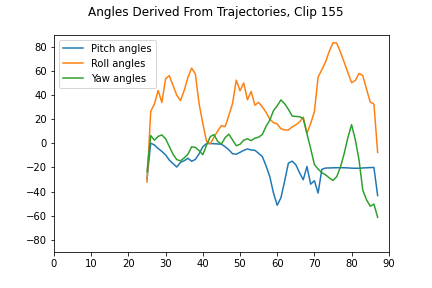 Angles Derived From Trajectories, Clip 155
Pitch angles
Roll angles
Yaw angles
80
60
40
20
0
−20
−40
−60
−80
0 10 20 30 40 50 60 70 80 90